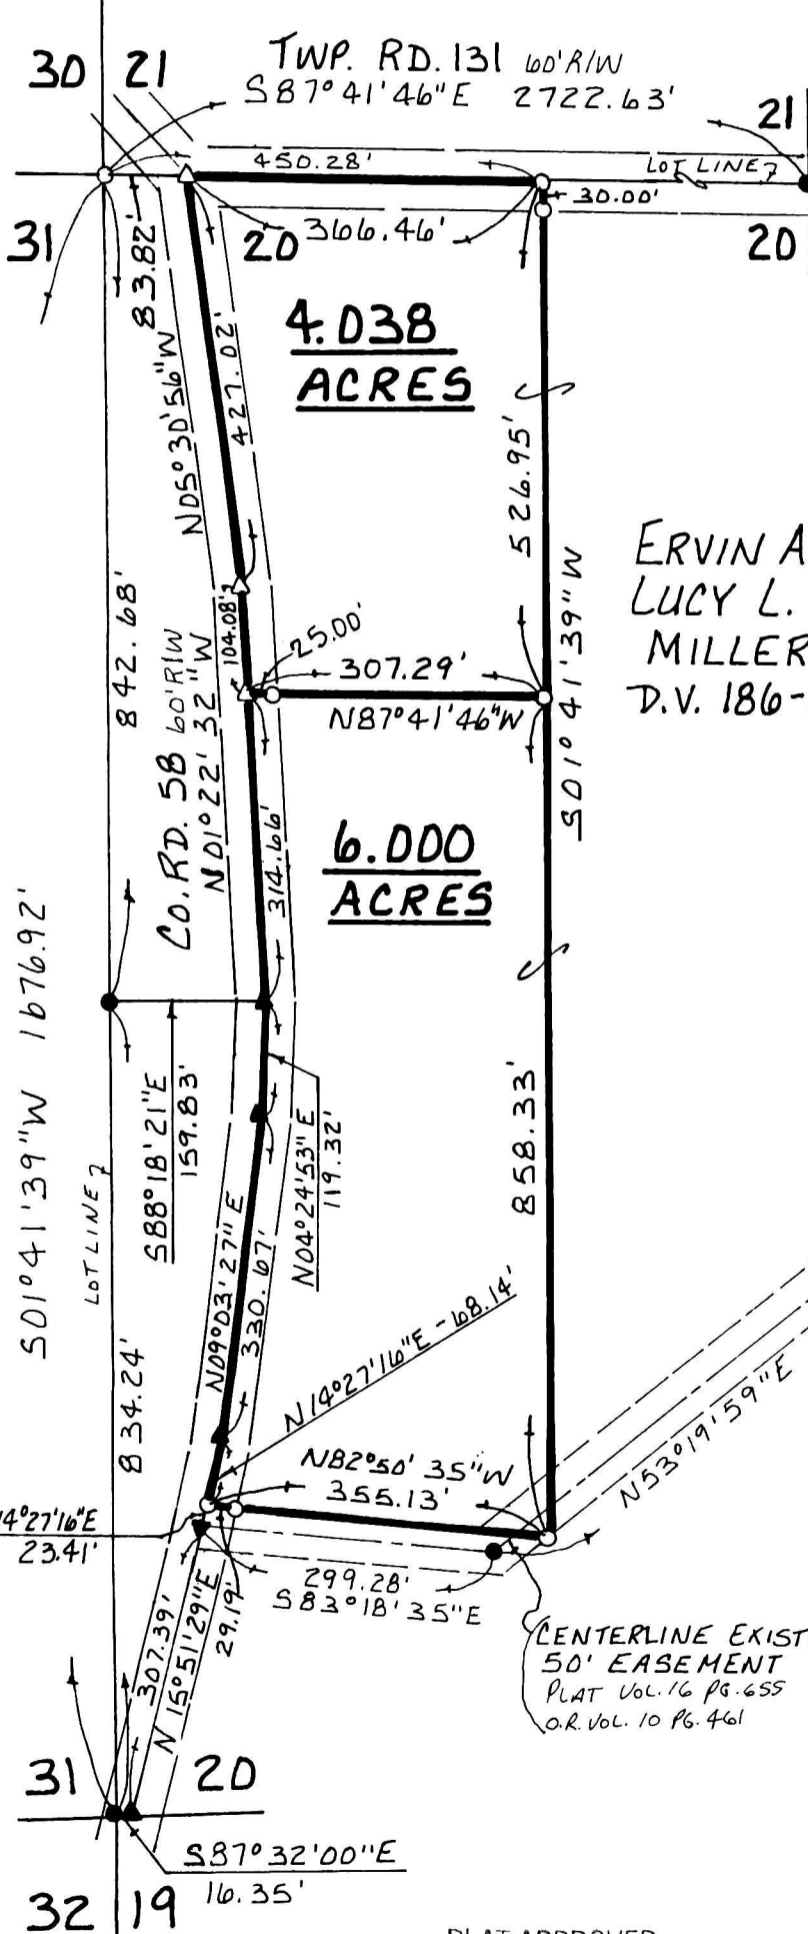 30 21
TWP. RD. 131 60'R/W
S87°41'46"E 2722.63'
21
450.28'
LOT LINE
30.00'
31
83.82'
20
366.46'
20
4.038
ACRES
N05°30'56"W
427.02'
526.95'
ERVIN A
LUCY L.
MILLER
D.V. 186-
842.68'
CO. RD. 58 60'R/W
N01°22'32"W
104.08'
25.00'
307.29'
N87°41'46"W
S01°41'39"W
6.000
ACRES
314.66'
S01°41'39"W 1676.92'
S88°18'21"E
159.83'
N04°24'53"E
119.32'
858.33'
LOT LINE
N09°03'27"E
330.67'
834.24'
N14°27'16"E - 68.14'
N82°50'35"W
355.13'
N53°19'59"E
4°27'16"E
23.41'
299.28'
S83°18'35"E
307.39'
N 15°51'29"E
29.19'
CENTERLINE EXIST
50' EASEMENT
PLAT VOL. 16 PG. 655
O.R. VOL. 10 PG. 461
31 20
S87°32'00"E
16.35'
32 19